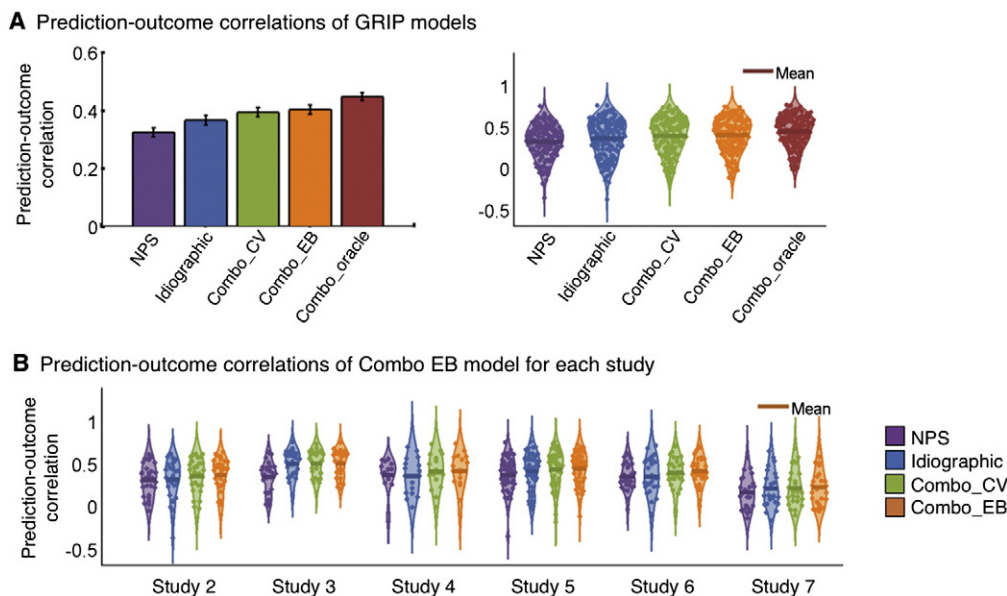 A Prediction-outcome correlations of GRIP models
Prediction-outcome
correlation
0.6
0.4
0.2
0
NPS
Idiographic
Combo_CV
Combo_EB
Combo_oracle
Mean
1
0.5
0
-0.5
NPS
Idiographic
Combo_CV
Combo_EB
Combo_oracle
B Prediction-outcome correlations of Combo EB model for each study
Prediction-outcome
correlation
1
0.5
0
-0.5
Mean
Study 2
Study 3
Study 4
Study 5
Study 6
Study 7
NPS
Idiographic
Combo_CV
Combo_EB